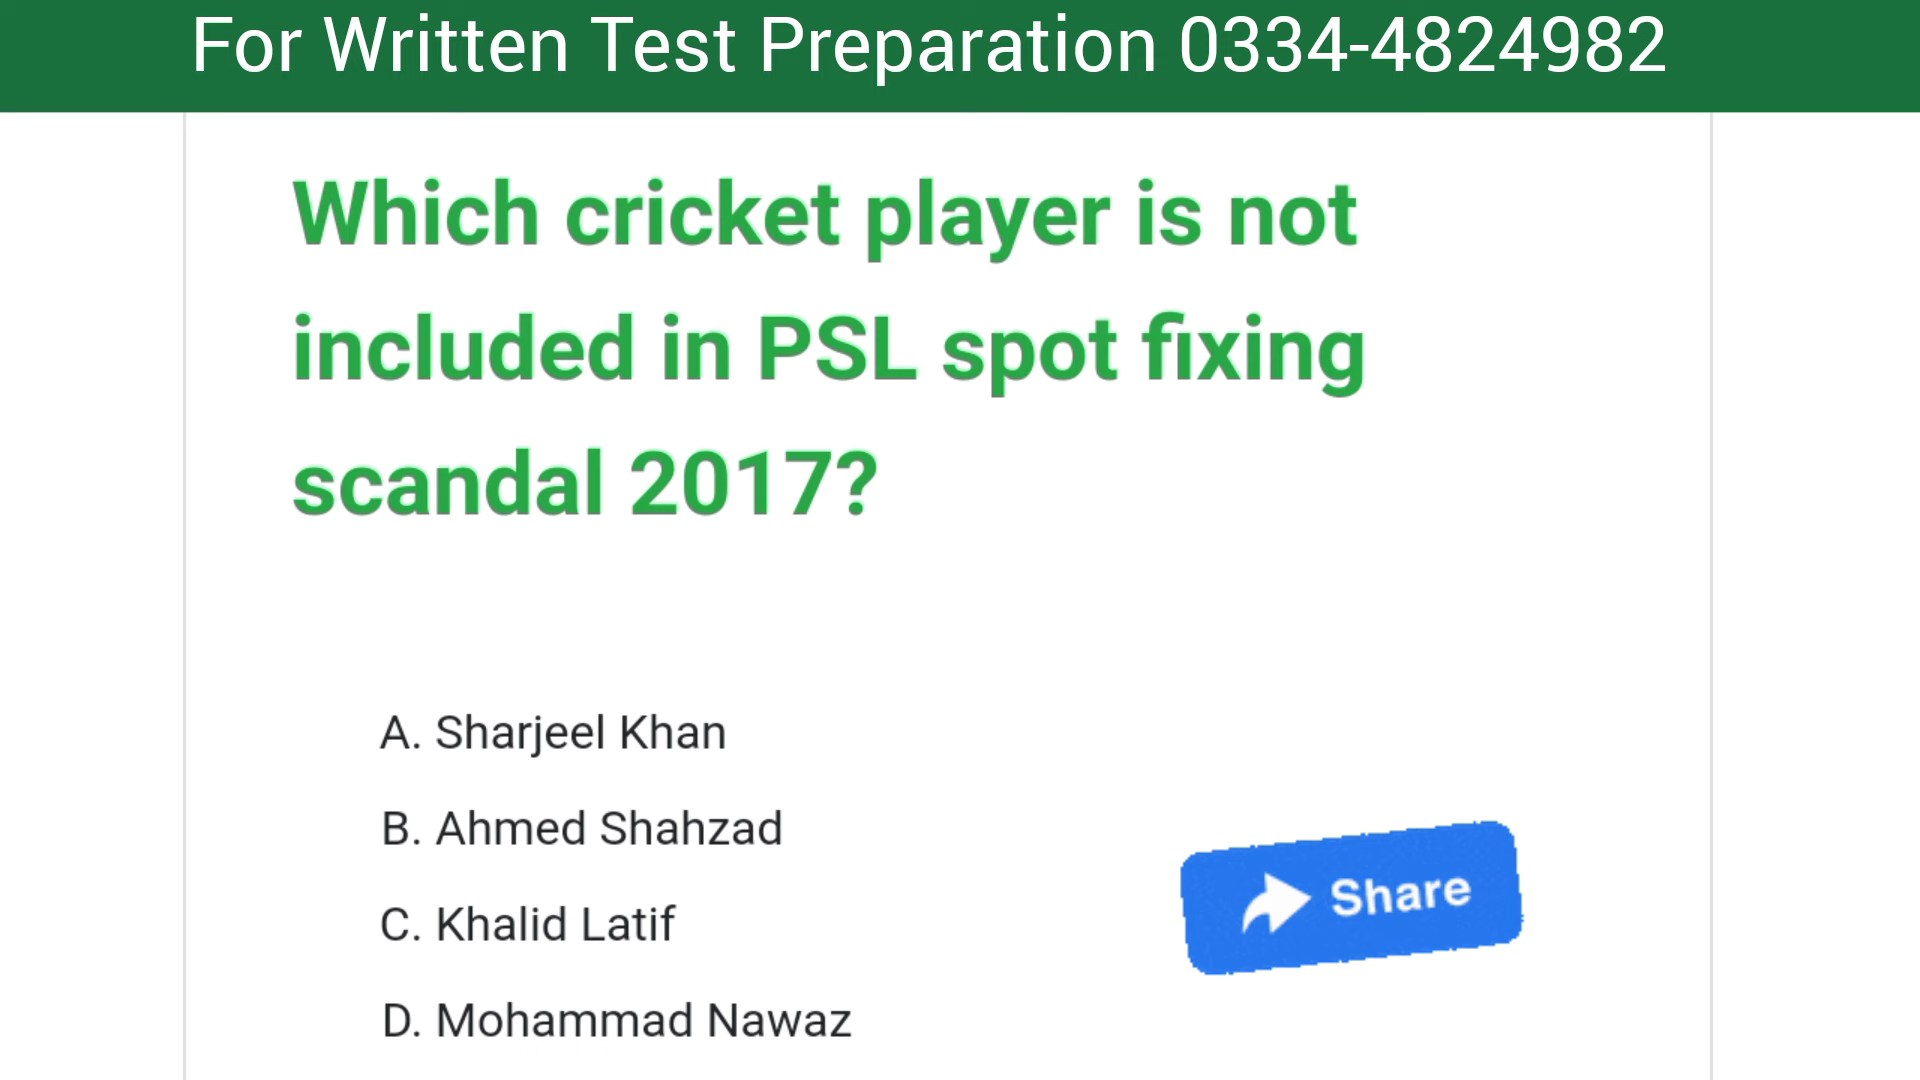 For Written Test Preparation 0334-4824982
Which cricket player is not
included in PSL spot fixing
scandal 2017?
A. Sharjeel Khan
B. Ahmed Shahzad
C. Khalid Latif
Share
D. Mohammad Nawaz